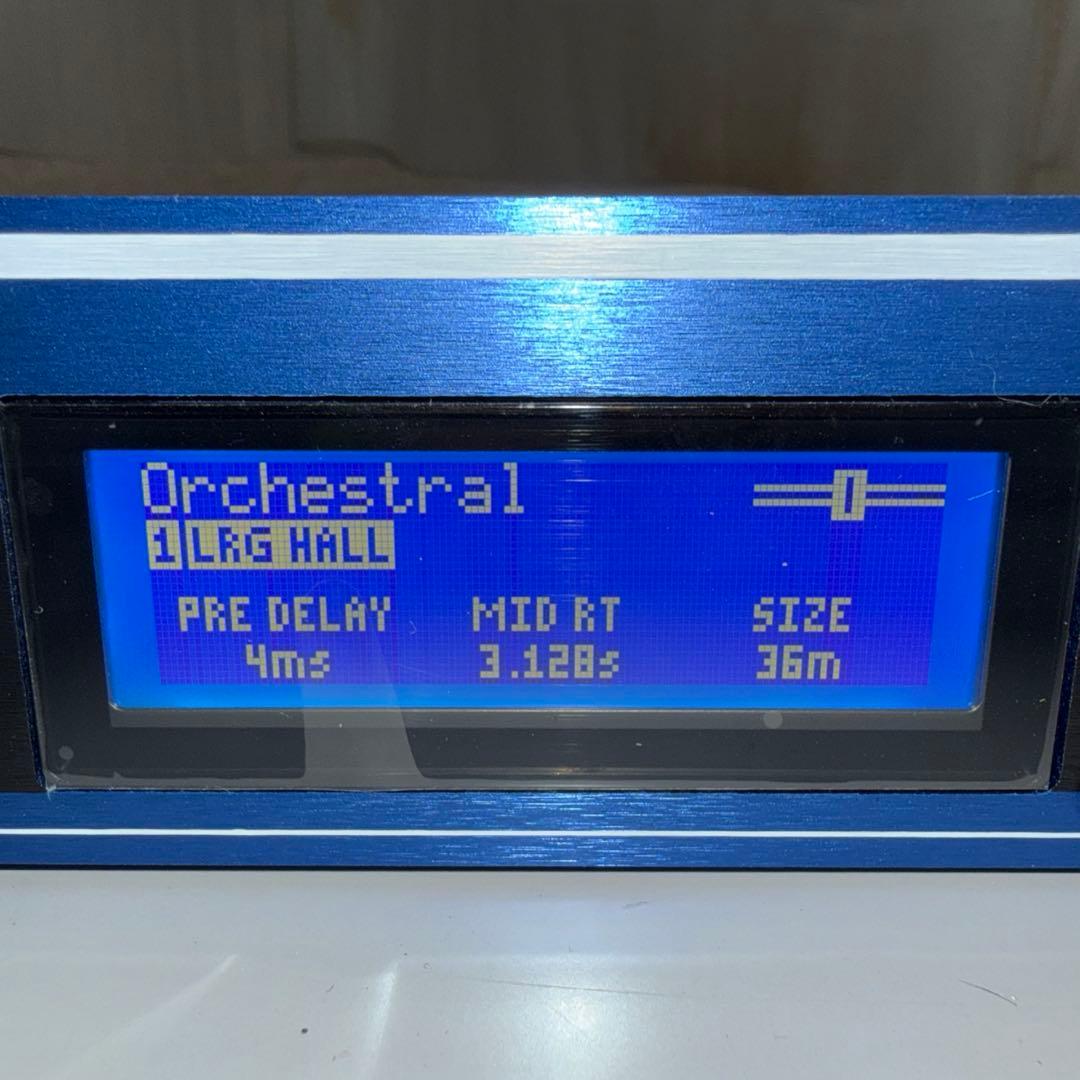 Orchestral
1 LRG HALL
PRE DELAY MID RT SIZE
4ms 3.128s 36m